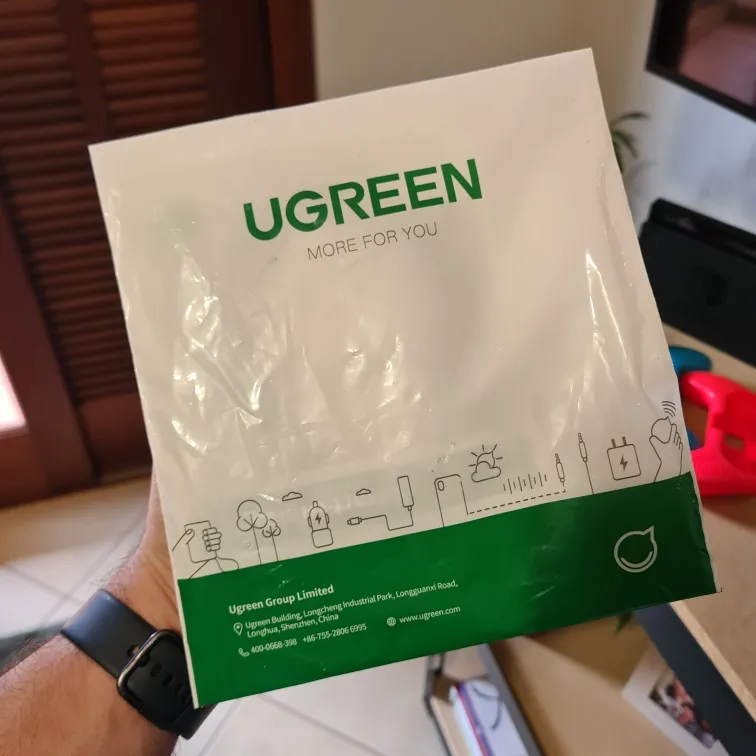 UGREEN
MORE FOR YOU
Ugreen Group Limited
Ugreen Building, Longcheng Industrial Park, Longguanxi Road,
Longhua, Shenzhen, China
400-0668-398 +86-755-2806 6995
www.ugreen.com